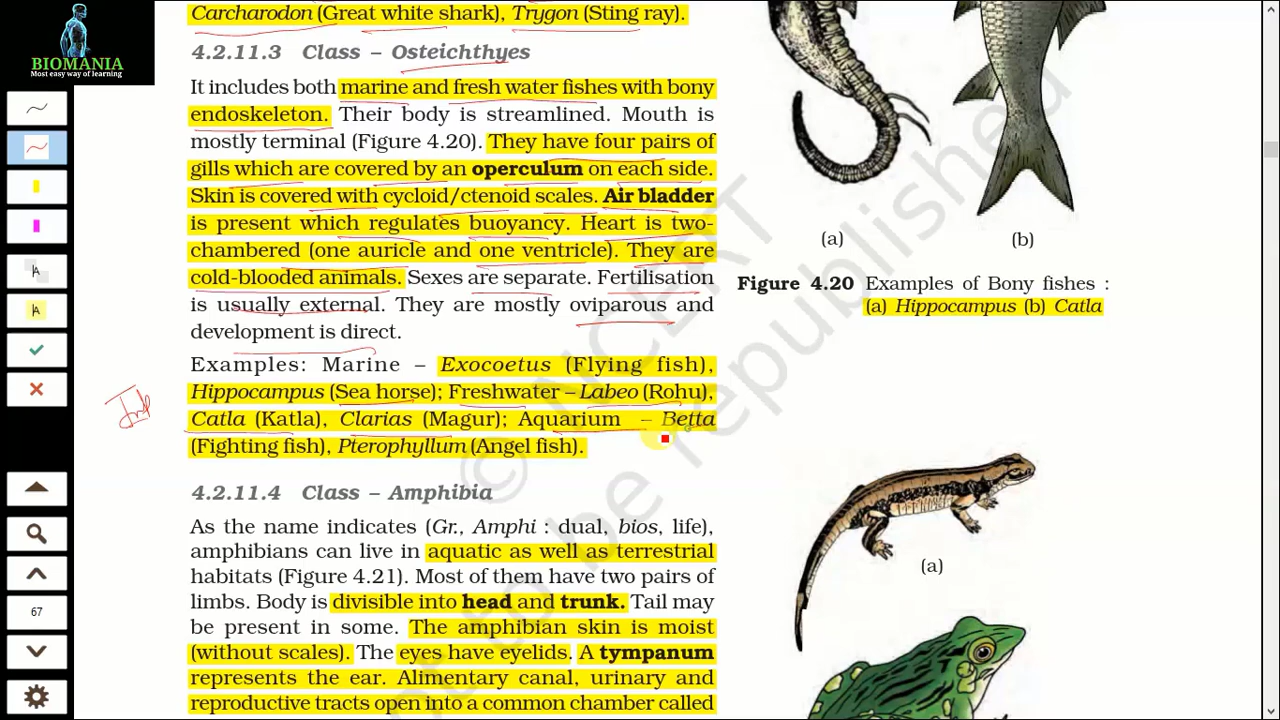 Carcharodon (Great white shark), Trygon (Sting ray).
BIOMANIA
Most easy way of learning
4.2.11.3 Class – Osteichthyes
It includes both marine and fresh water fishes with bony
endoskeleton. Their body is streamlined. Mouth is
mostly terminal (Figure 4.20). They have four pairs of
gills which are covered by an operculum on each side.
Skin is covered with cycloid/ctenoid scales. Air bladder
is present which regulates buoyancy. Heart is two-
chambered (one auricle and one ventricle). They are
cold-blooded animals. Sexes are separate. Fertilisation
is usually external. They are mostly oviparous and
development is direct.
Examples: Marine – Exocoetus (Flying fish),
Hippocampus (Sea horse); Freshwater – Labeo (Rohu),
Catla (Katla), Clarias (Magur); Aquarium – Betta
(Fighting fish), Pterophyllum (Angel fish).
Imp
4.2.11.4 Class – Amphibia
As the name indicates (Gr., Amphi : dual, bios, life),
amphibians can live in aquatic as well as terrestrial
habitats (Figure 4.21). Most of them have two pairs of
limbs. Body is divisible into head and trunk. Tail may
be present in some. The amphibian skin is moist
(without scales). The eyes have eyelids. A tympanum
represents the ear. Alimentary canal, urinary and
reproductive tracts open into a common chamber called
(a)
(b)
Figure 4.20 Examples of Bony fishes :
(a) Hippocampus (b) Catla
(a)
67
A
A
© NCERT
not to be republished